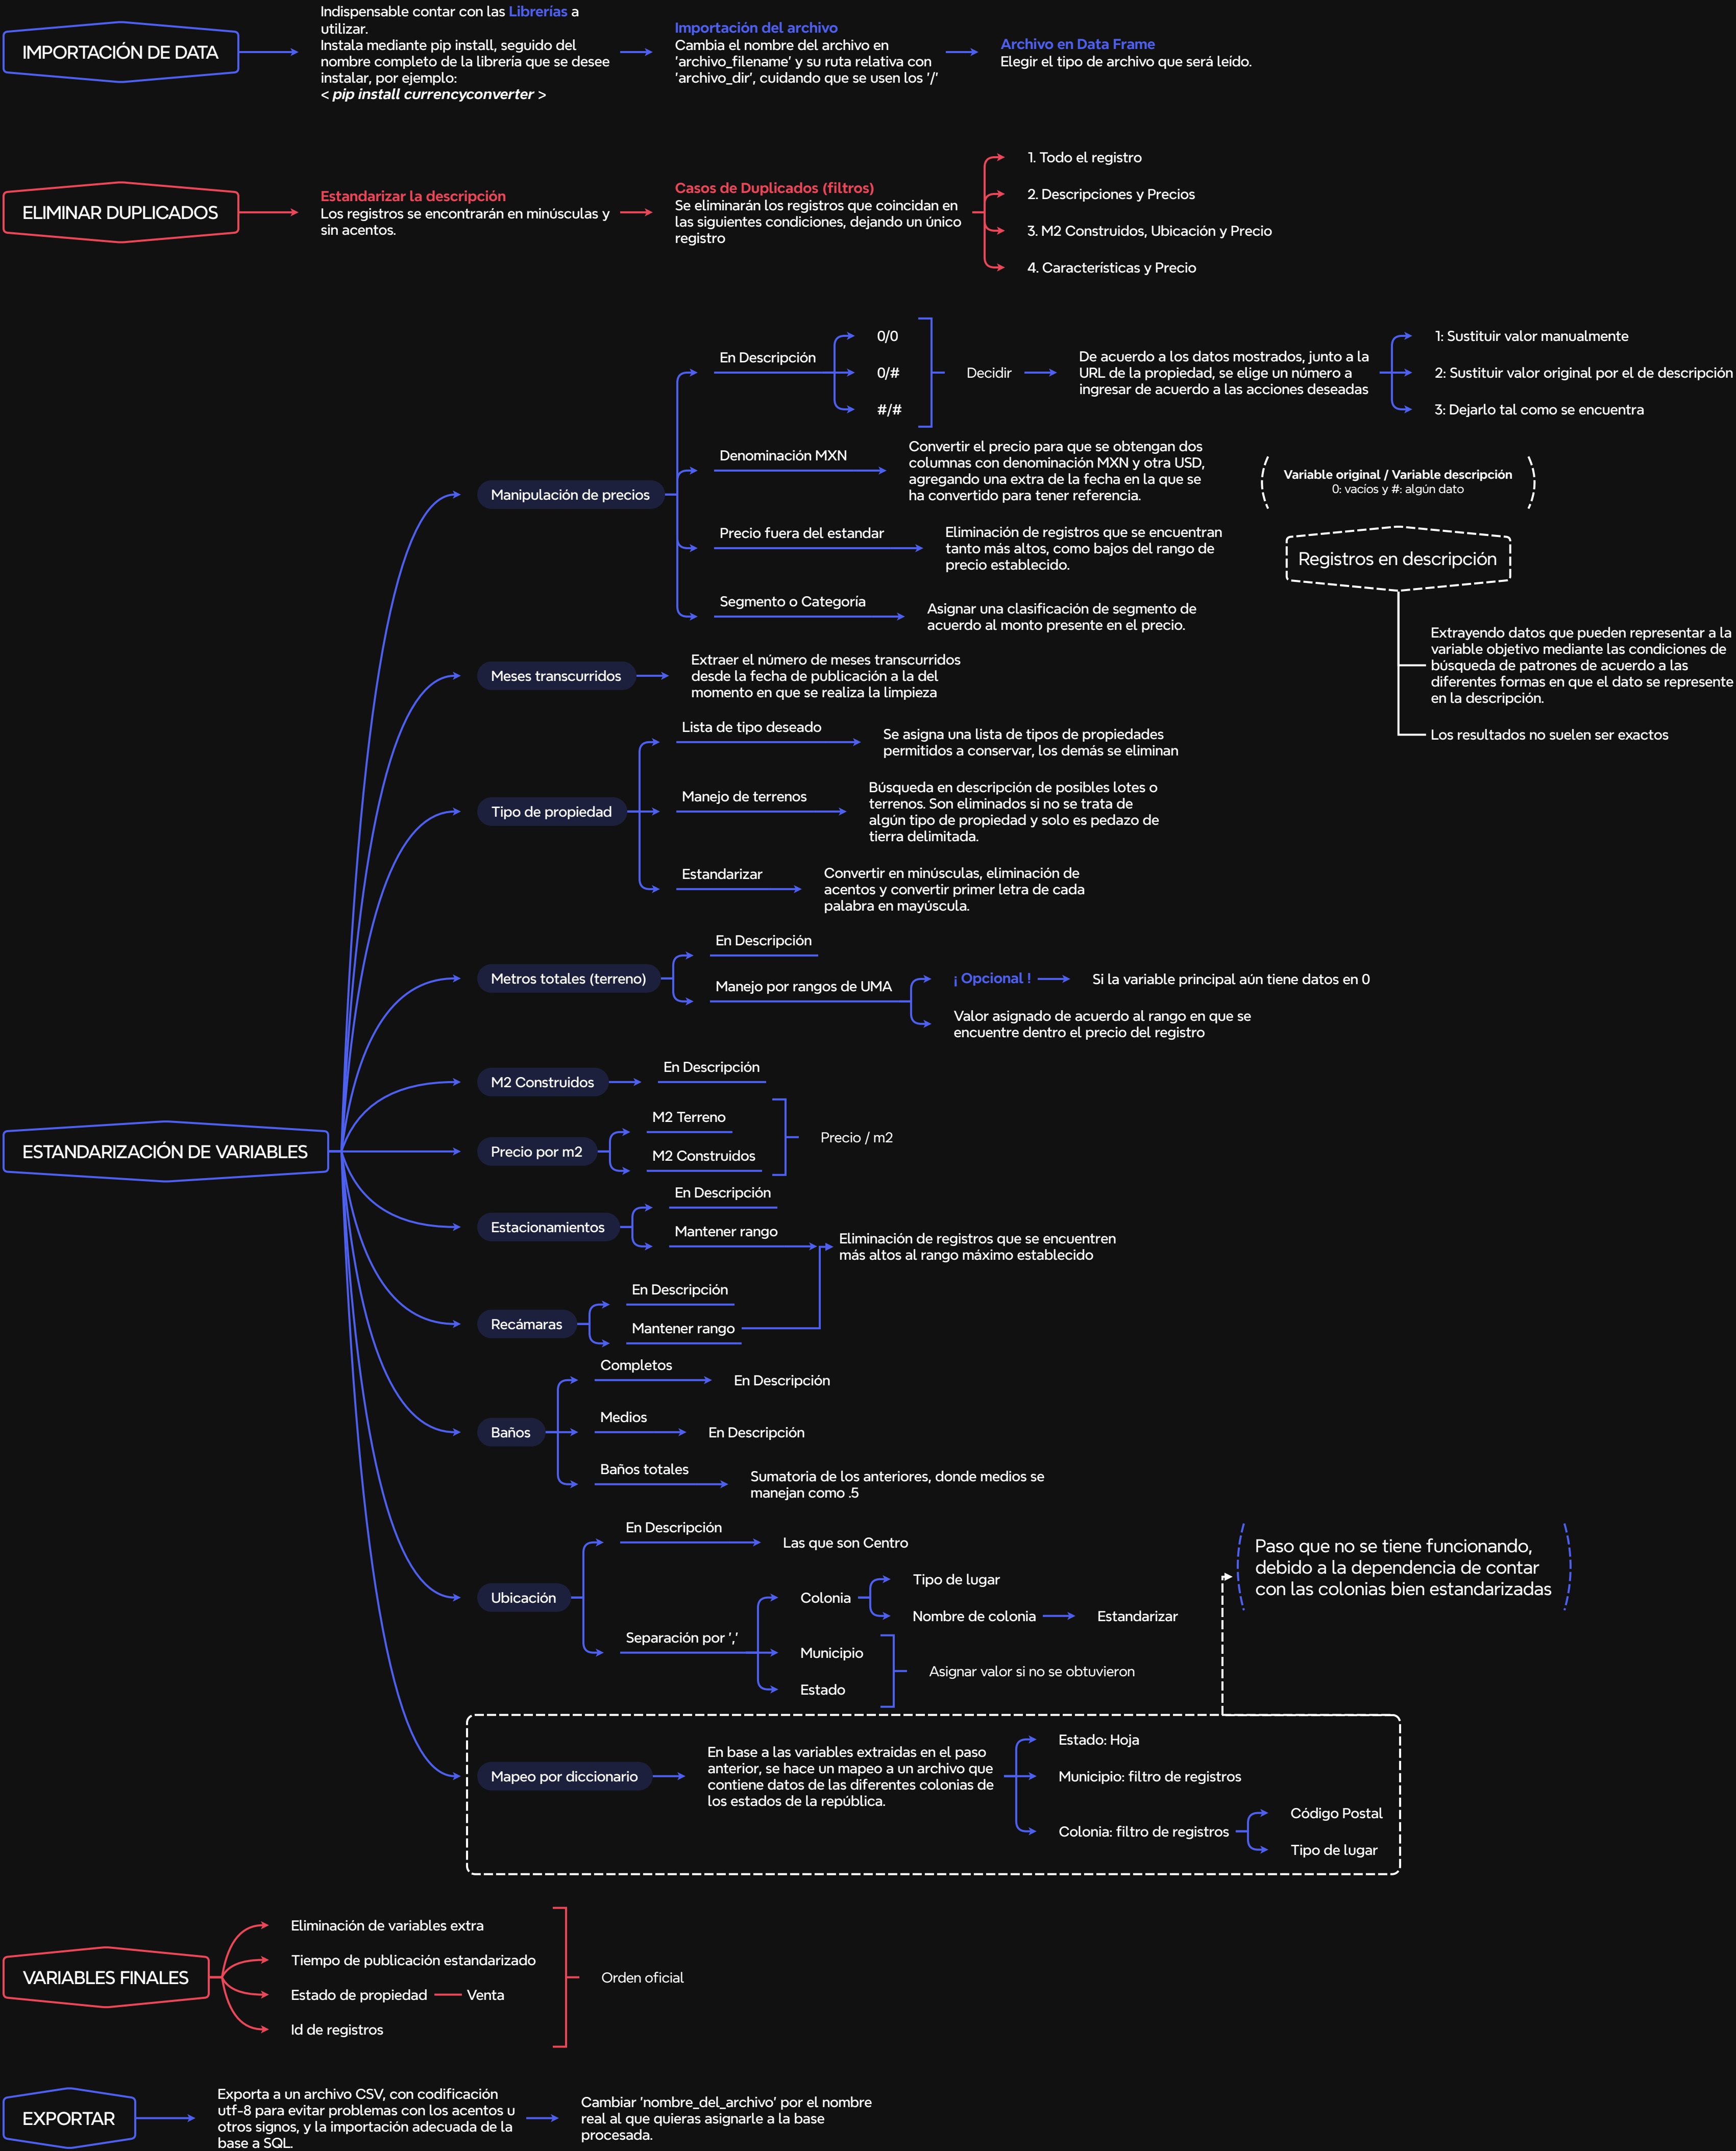 IMPORTACIÓN DE DATA
Indispensable contar con las Librerías a
utilizar.
Instala mediante pip install, seguido del
nombre completo de la librería que se desee
instalar, por ejemplo:
< pip install currencyconverter >
Importación del archivo
Cambia el nombre del archivo en
'archivo_filename' y su ruta relativa con
'archivo_dir', cuidando que se usen los '/'
Archivo en Data Frame
Elegir el tipo de archivo que será leído.
ELIMINAR DUPLICADOS
Estandarizar la descripción
Los registros se encontrarán en minúsculas y
sin acentos.
Casos de Duplicados (filtros)
Se eliminarán los registros que coincidan en
las siguientes condiciones, dejando un único
registro
1. Todo el registro
2. Descripciones y Precios
3. M2 Construidos, Ubicación y Precio
4. Características y Precio
ESTANDARIZACIÓN DE VARIABLES
Manipulación de precios
En Descripción
0/0
0/#
#/#
Decidir
De acuerdo a los datos mostrados, junto a la
URL de la propiedad, se elige un número a
ingresar de acuerdo a las acciones deseadas
1: Sustituir valor manualmente
2: Sustituir valor original por el de descripción
3: Dejarlo tal como se encuentra
Denominación MXN
Convertir el precio para que se obtengan dos
columnas con denominación MXN y otra USD,
agregando una extra de la fecha en la que se
ha convertido para tener referencia.
Variable original / Variable descripción
0: vacíos y #: algún dato
Precio fuera del estandar
Eliminación de registros que se encuentran
tanto más altos, como bajos del rango de
precio establecido.
Segmento o Categoría
Asignar una clasificación de segmento de
acuerdo al monto presente en el precio.
Registros en descripción
Extrayendo datos que pueden representar a la
variable objetivo mediante las condiciones de
búsqueda de patrones de acuerdo a las
diferentes formas en que el dato se represente
en la descripción.
Los resultados no suelen ser exactos
Meses transcurridos
Extraer el número de meses transcurridos
desde la fecha de publicación a la del
momento en que se realiza la limpieza
Tipo de propiedad
Lista de tipo deseado
Se asigna una lista de tipos de propiedades
permitidos a conservar, los demás se eliminan
Manejo de terrenos
Búsqueda en descripción de posibles lotes o
terrenos. Son eliminados si no se trata de
algún tipo de propiedad y solo es pedazo de
tierra delimitada.
Estandarizar
Convertir en minúsculas, eliminación de
acentos y convertir primer letra de cada
palabra en mayúscula.
Metros totales (terreno)
En Descripción
Manejo por rangos de UMA
¡ Opcional !
Si la variable principal aún tiene datos en 0
Valor asignado de acuerdo al rango en que se
encuentre dentro el precio del registro
M2 Construidos
En Descripción
Precio por m2
M2 Terreno
M2 Construidos
Precio / m2
Estacionamientos
En Descripción
Mantener rango
Eliminación de registros que se encuentren
más altos al rango máximo establecido
Recámaras
En Descripción
Mantener rango
Baños
Completos
En Descripción
Medios
En Descripción
Baños totales
Sumatoria de los anteriores, donde medios se
manejan como .5
Ubicación
En Descripción
Las que son Centro
Separación por ','
Colonia
Tipo de lugar
Nombre de colonia
Estandarizar
Municipio
Estado
Asignar valor si no se obtuvieron
Paso que no se tiene funcionando,
debido a la dependencia de contar
con las colonias bien estandarizadas
Mapeo por diccionario
En base a las variables extraidas en el paso
anterior, se hace un mapeo a un archivo que
contiene datos de las diferentes colonias de
los estados de la república.
Estado: Hoja
Municipio: filtro de registros
Colonia: filtro de registros
Código Postal
Tipo de lugar
VARIABLES FINALES
Eliminación de variables extra
Tiempo de publicación estandarizado
Estado de propiedad
Venta
Id de registros
Orden oficial
EXPORTAR
Exporta a un archivo CSV, con codificación
utf-8 para evitar problemas con los acentos u
otros signos, y la importación adecuada de la
base a SQL.
Cambiar 'nombre_del_archivo' por el nombre
real al que quieras asignarle a la base
procesada.